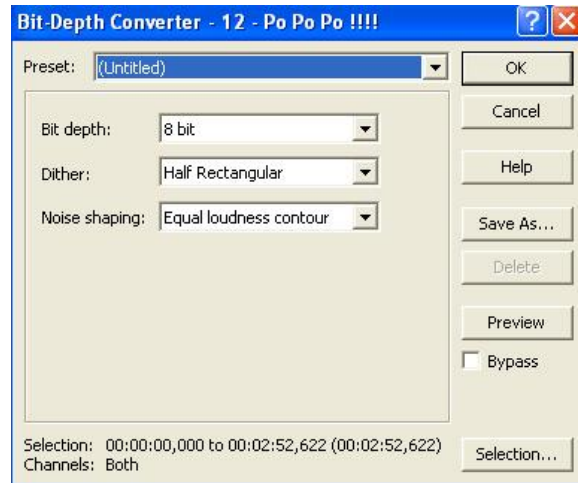 Bit-Depth Converter - 12 - Po Po Po !!!!
Preset: (Untitled)
OK
Cancel
Bit depth: 8 bit
Dither: Half Rectangular
Help
Noise shaping: Equal loudness contour
Save As...
Delete
Preview
Bypass
Selection: 00:00:00,000 to 00:02:52,622 (00:02:52,622)
Channels: Both
Selection...